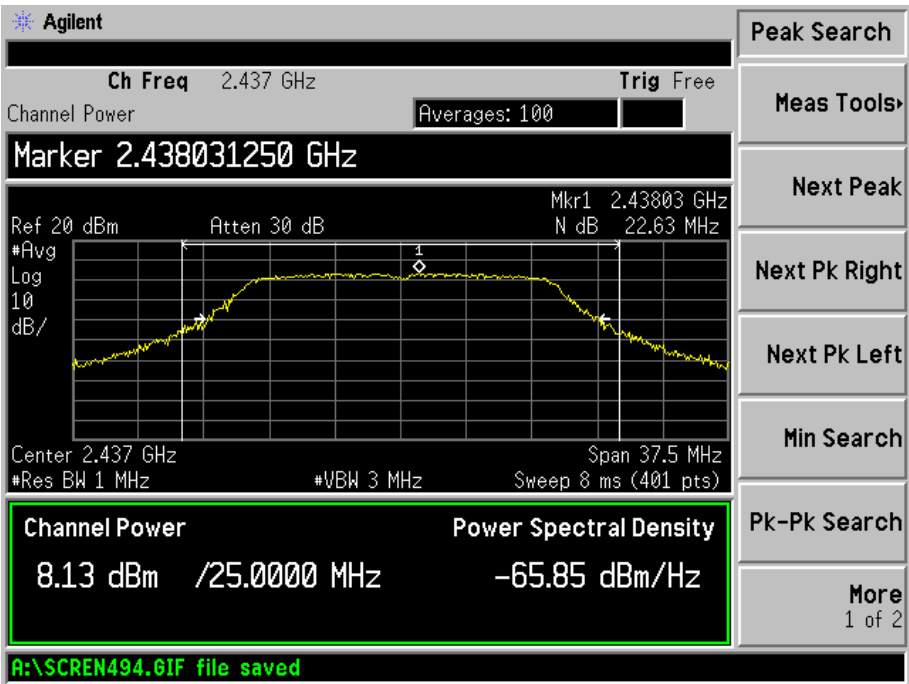 Agilent
Peak Search
Ch Freq 2.437 GHz Trig Free
Channel Power Averages: 100
Meas Tools
Marker 2.438031250 GHz
Mkr1 2.43803 GHz
Ref 20 dBm Atten 30 dB N dB 22.63 MHz
#Avg
Log
10
dB/
1
Center 2.437 GHz Span 37.5 MHz
#Res BW 1 MHz #VBW 3 MHz Sweep 8 ms (401 pts)
Channel Power Power Spectral Density
8.13 dBm /25.0000 MHz -65.85 dBm/Hz
A:\SCREN494.GIF file saved
Next Peak
Next Pk Right
Next Pk Left
Min Search
Pk-Pk Search
More
1 of 2